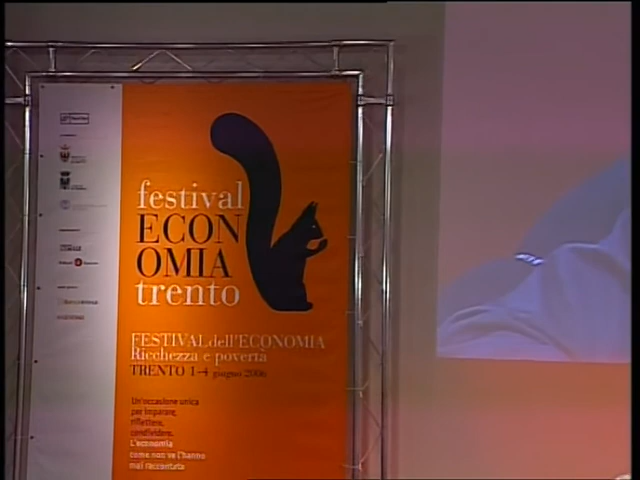 festival
ECON
OMIA
trento
FESTIVAL dell'ECONOMIA
Ricchezza e povertà
TRENTO 1-4 giugno 2006
Un'occasione unica
per imparare,
riflettere,
condividere.
L'economia
come non ve l'hanno
mai raccontata